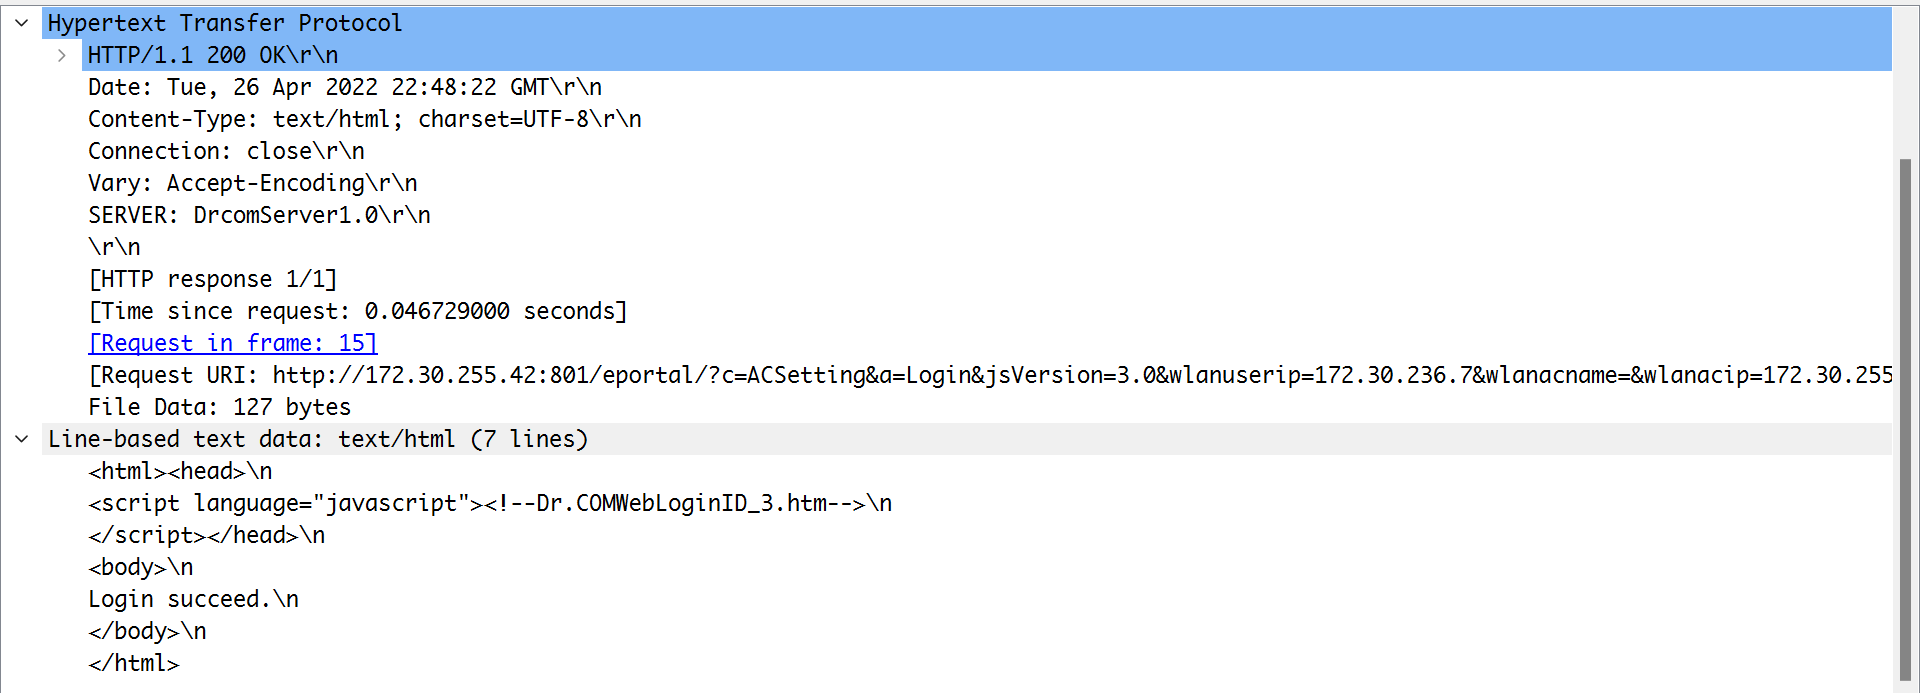 Hypertext Transfer Protocol
HTTP/1.1 200 OK\r\n
Date: Tue, 26 Apr 2022 22:48:22 GMT\r\n
Content-Type: text/html; charset=UTF-8\r\n
Connection: close\r\n
Vary: Accept-Encoding\r\n
SERVER: DrcomServer1.0\r\n
\r\n
[HTTP response 1/1]
[Time since request: 0.046729000 seconds]
[Request in frame: 15]
[Request URI: http://172.30.255.42:801/eportal/?c=ACSetting&a=Login&jsVersion=3.0&wlanuserip=172.30.236.7&wlanacname=&wlanacip=172.30.255
File Data: 127 bytes
Line-based text data: text/html (7 lines)
<html><head>\n
<script language="javascript"><!--Dr.COMWebLoginID_3.htm-->\n
</script></head>\n
<body>\n
Login succeed.\n
</body>\n
</html>